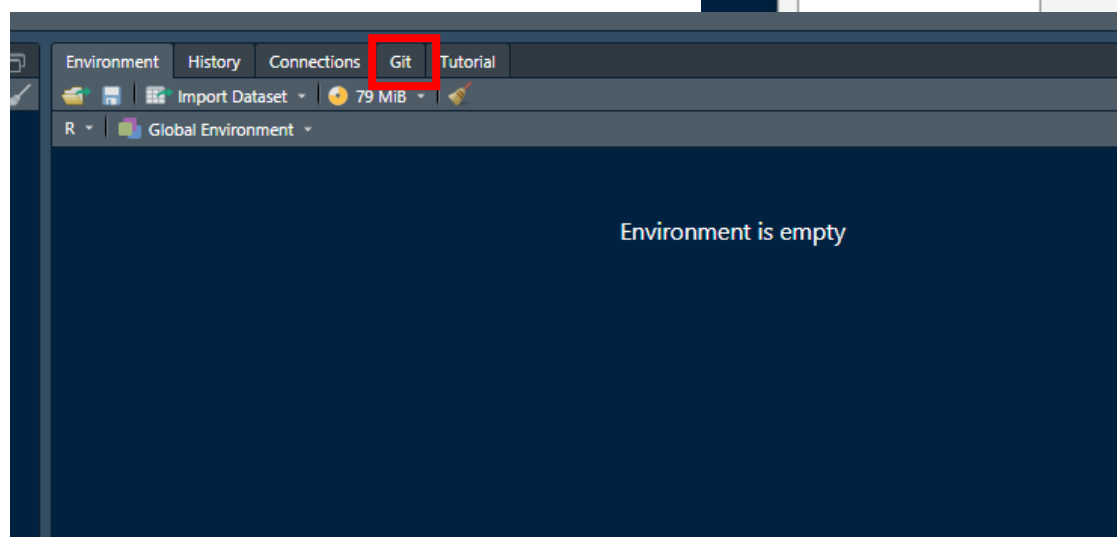 Environment History Connections Git Tutorial
Import Dataset 79 MiB
R Global Environment
Environment is empty